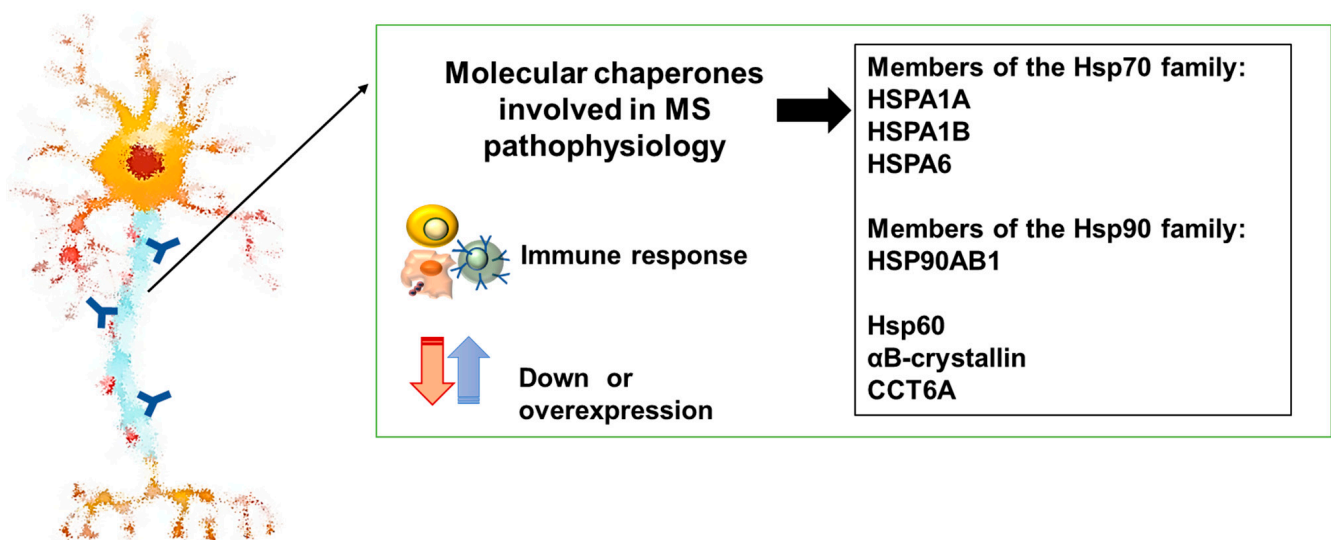 Molecular chaperones
involved in MS
pathophysiology
Immune response
Down or
overexpression
Members of the Hsp70 family:
HSPA1A
HSPA1B
HSPA6
Members of the Hsp90 family:
HSP90AB1
Hsp60
αB-crystallin
CCT6A